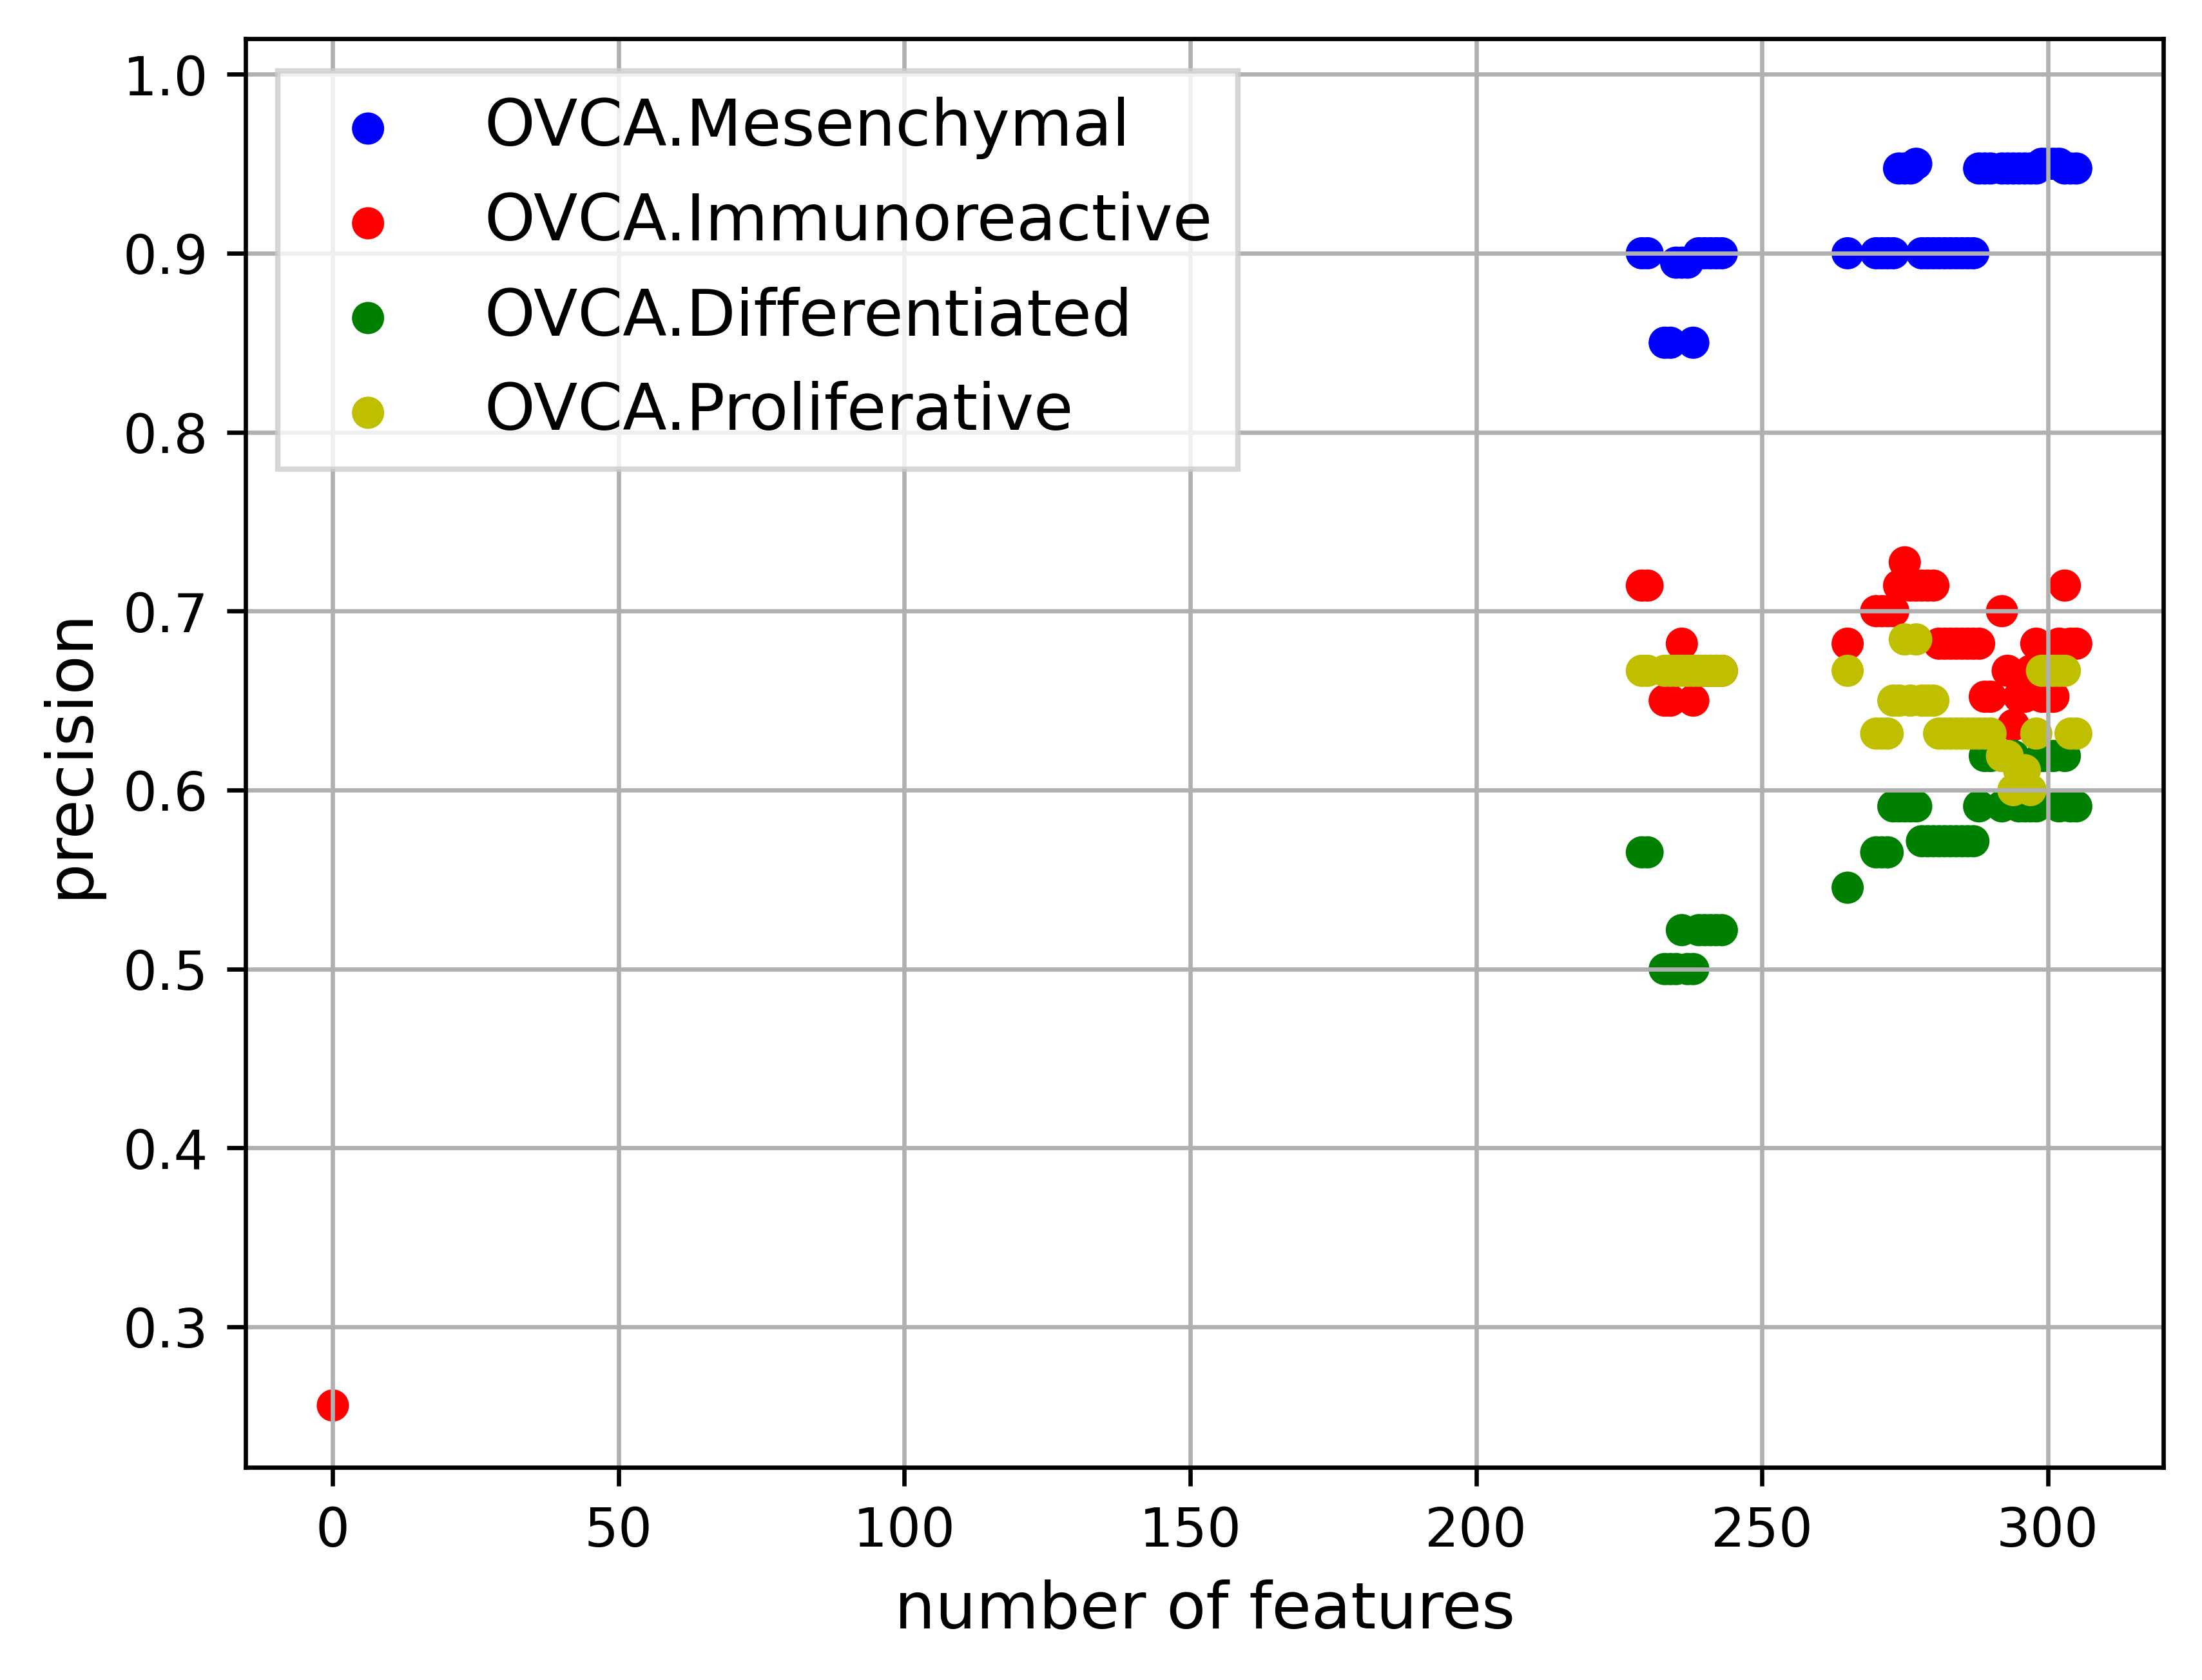 1.0
0.9
0.8
0.7
0.6
0.5
0.4
0.3
precision
OVCA.Mesenchymal
OVCA.Immunoreactive
OVCA.Differentiated
OVCA.Proliferative
0 50 100 150 200 250 300
number of features